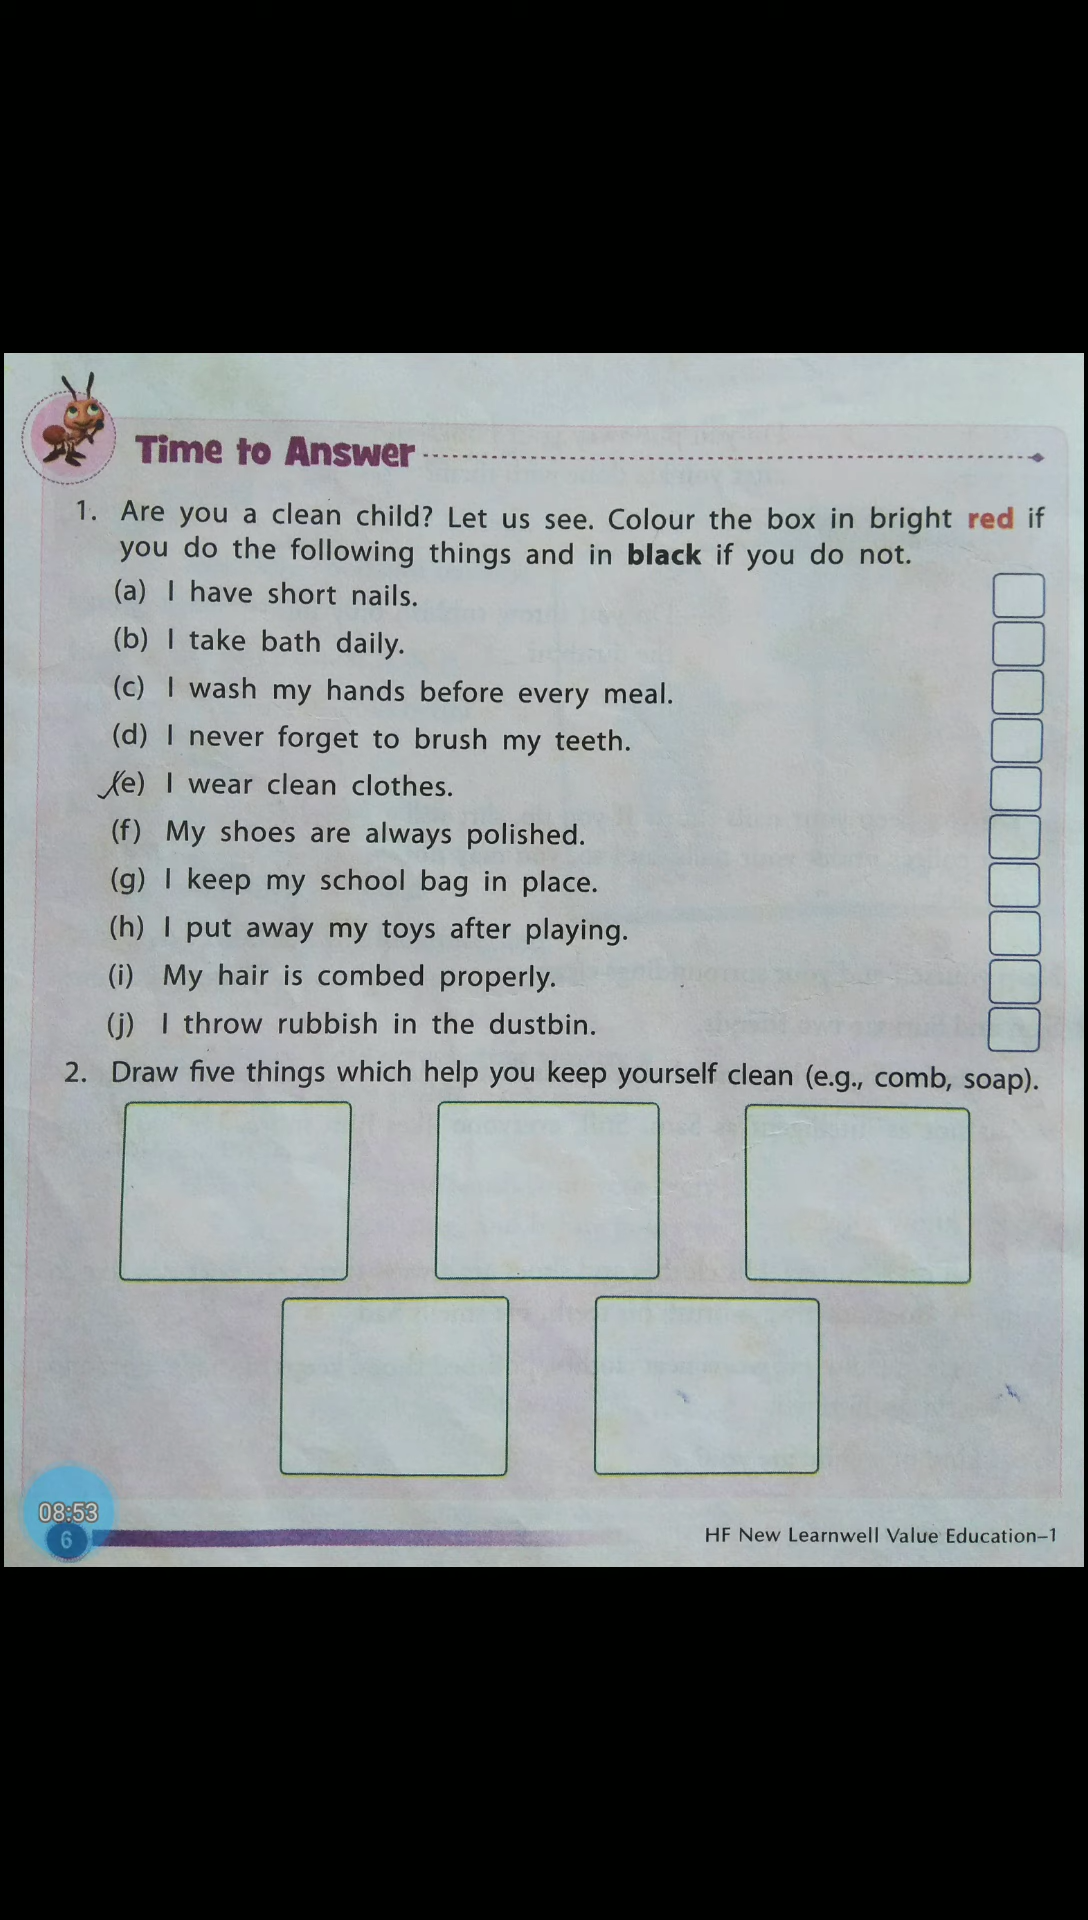 Time to Answer
1. Are you a clean child? Let us see. Colour the box in bright red if
you do the following things and in black if you do not.
(a) I have short nails.
(b) I take bath daily.
(c) I wash my hands before every meal.
(d) I never forget to brush my teeth.
(e) I wear clean clothes.
(f) My shoes are always polished.
(g) I keep my school bag in place.
(h) I put away my toys after playing.
(i) My hair is combed properly.
(j) I throw rubbish in the dustbin.
2. Draw five things which help you keep yourself clean (e.g., comb, soap).
08:53
6
HF New Learnwell Value Education–1